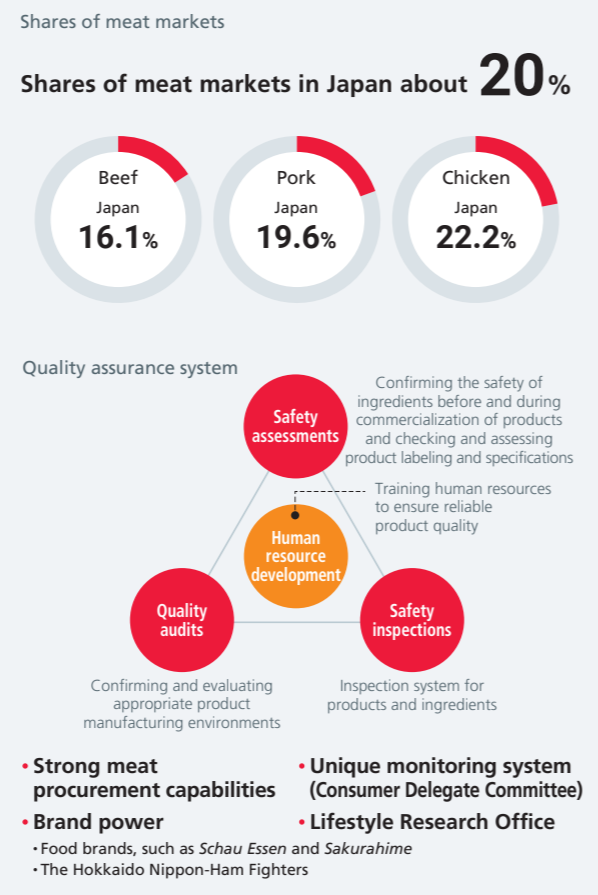 Shares of meat markets
Shares of meat markets in Japan about 20%
Beef
Japan
16.1%
Pork
Japan
19.6%
Chicken
Japan
22.2%
Quality assurance system
Safety
assessments
Confirming the safety of
ingredients before and during
commercialization of products
and checking and assessing
product labeling and specifications
Training human resources
to ensure reliable
product quality
Human
resource
development
Quality
audits
Confirming and evaluating
appropriate product
manufacturing environments
Safety
inspections
Inspection system for
products and ingredients
• Strong meat
procurement capabilities
• Brand power
• Unique monitoring system
(Consumer Delegate Committee)
• Lifestyle Research Office
・Food brands, such as Schau Essen and Sakurahime
・The Hokkaido Nippon-Ham Fighters